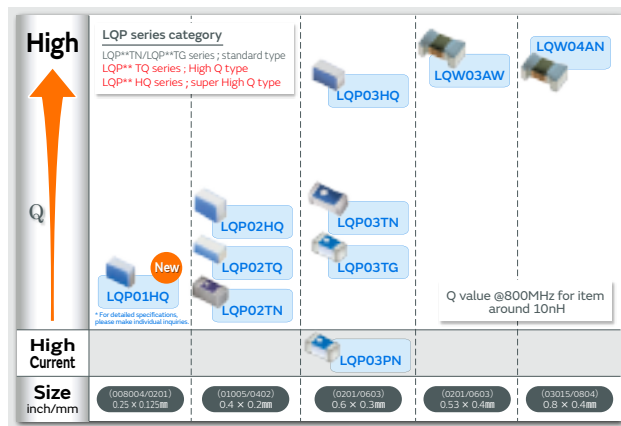 High
LQP series category
LQP**TN/LQP**TG series ; standard type
LQP** TQ series ; High Q type
LQP** HQ series ; super High Q type
LQW03AW
LQW04AN
LQP03HQ
Q
LQP02HQ
LQP03TN
New
LQP02TQ
LQP03TG
LQP01HQ
LQP02TN
* For detailed specifications,
please make individual inquiries.
Q value @800MHz for item
around 10nH
High
Current
LQP03PN
Size
inch/mm
(008004/0201)
0.25 × 0.125㎜
(01005/0402)
0.4 × 0.2㎜
(0201/0603)
0.6 × 0.3㎜
(0201/0603)
0.53 × 0.4㎜
(03015/0804)
0.8 × 0.4㎜